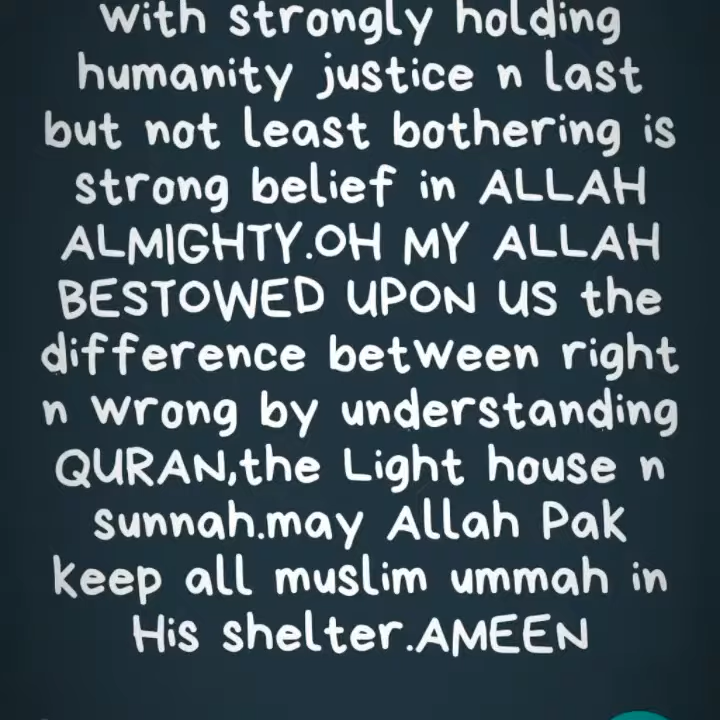 with strongly holding
humanity justice n last
but not least bothering is
strong belief in ALLAH
ALMIGHTY.OH MY ALLAH
BESTOWED UPON US the
difference between right
n wrong by understanding
QURAN,the Light house n
sunnah.may Allah Pak
keep all muslim ummah in
His shelter.AMEEN